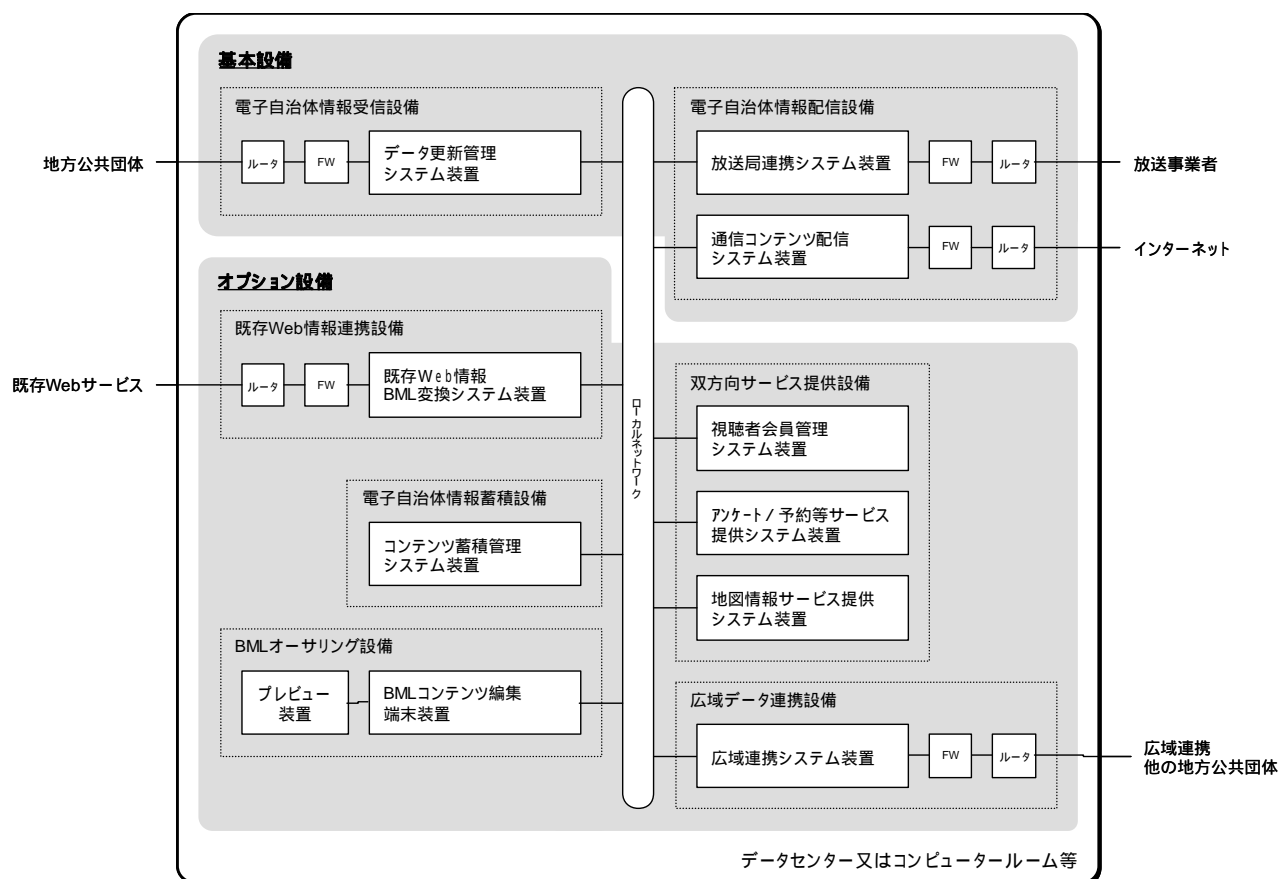 基本設備
電子自治体情報受信設備
地方公共団体
ルータ
FW
データ更新管理
システム装置
電子自治体情報配信設備
放送局連携システム装置
FW
ルータ
放送事業者
通信コンテンツ配信
システム装置
FW
ルータ
インターネット
オプション設備
既存Web情報連携設備
既存Webサービス
ルータ
FW
既存Web情報
BML変換システム装置
ローカルネットワーク
電子自治体情報蓄積設備
コンテンツ蓄積管理
システム装置
BMLオーサリング設備
プレビュー
装置
BMLコンテンツ編集
端末装置
双方向サービス提供設備
視聴者会員管理
システム装置
アンケート / 予約等サービス
提供システム装置
地図情報サービス提供
システム装置
広域データ連携設備
広域連携システム装置
FW
ルータ
広域連携
他の地方公共団体
データセンター又はコンピュータールーム等